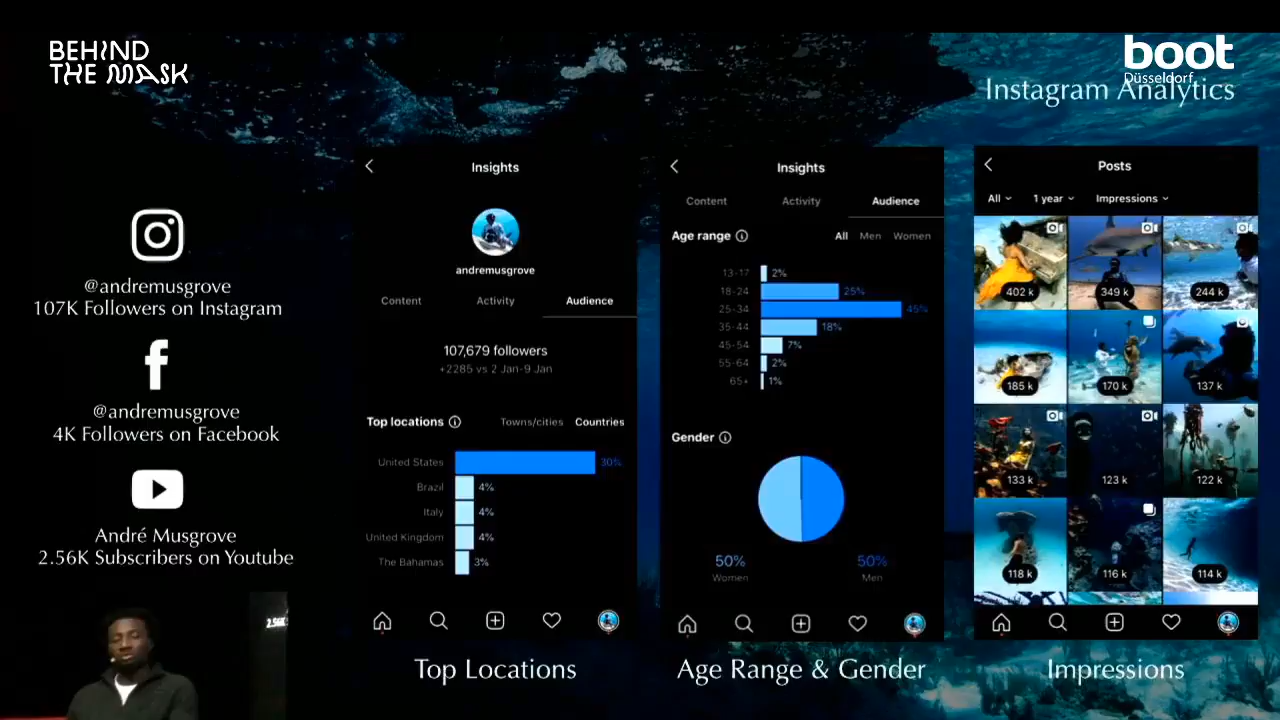 BEHIND
THE MASK
boot
Düsseldorf
Instagram Analytics
@andremusgrove
107K Followers on Instagram
@andremusgrove
4K Followers on Facebook
André Musgrove
2.56K Subscribers on Youtube
Insights
andremusgrove
Content Activity Audience
107,679 followers
+2285 vs 2 Jan-9 Jan
Top locations Towns/cities Countries
United States 30%
Brazil 4%
Italy 4%
United Kingdom 4%
The Bahamas 3%
Top Locations
Insights
Content Activity Audience
Age range All Men Women
13-17 2%
18-24 25%
25-34 45%
35-44 18%
45-54 7%
55-64 2%
65+ 1%
Gender
50% 50%
Women Men
Age Range & Gender
Posts
All 1 year Impressions
402 k 349 k 244 k
185 k 170 k 137 k
133 k 123 k 122 k
118 k 116 k 114 k
Impressions
2.56K